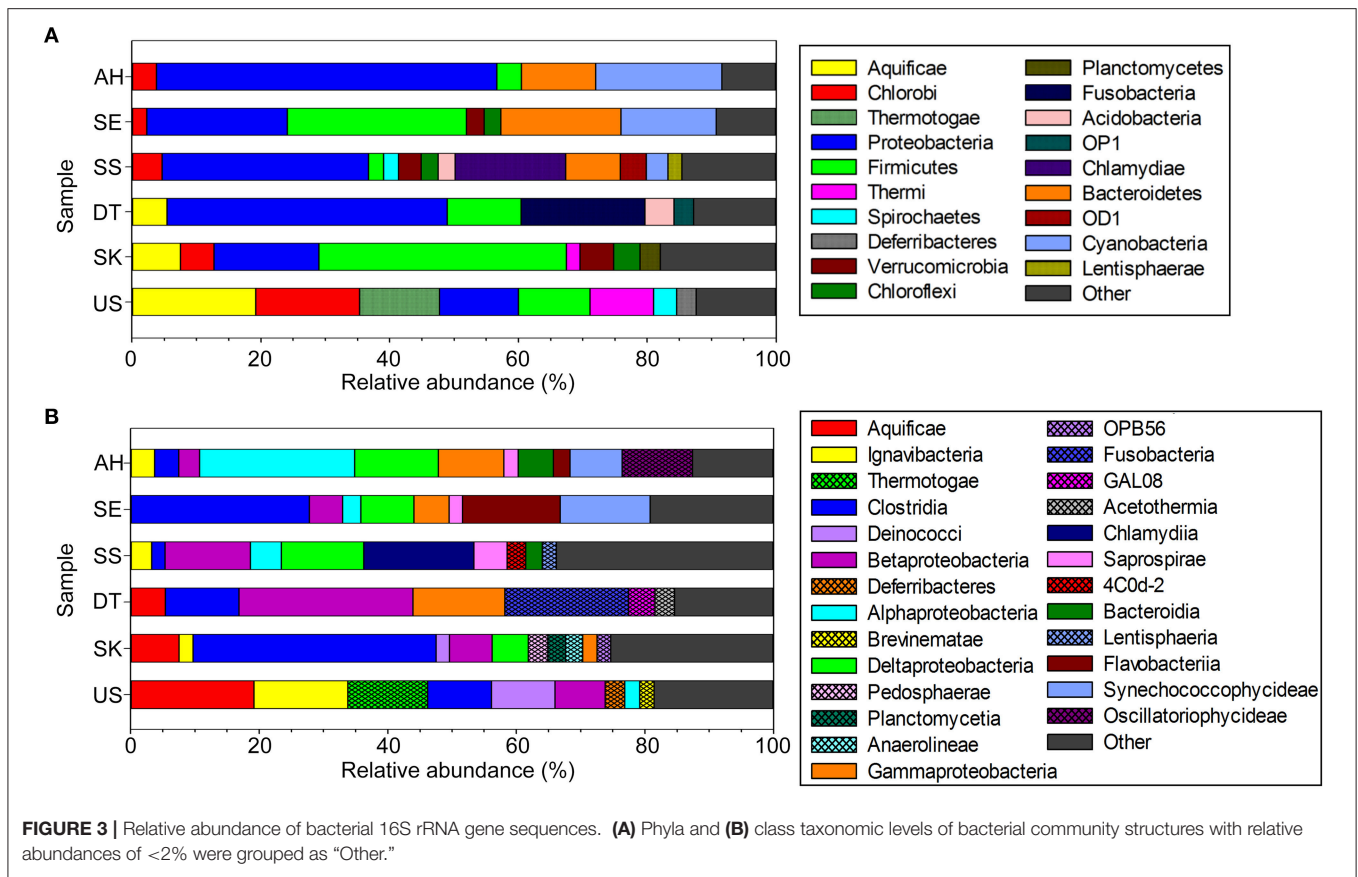 A
AH
SE
SS
DT
SK
US
Sample
0 20 40 60 80 100
Relative abundance (%)
Aquificae
Chlorobi
Thermotogae
Proteobacteria
Firmicutes
Thermi
Spirochaetes
Deferribacteres
Verrucomicrobia
Chloroflexi
Planctomycetes
Fusobacteria
Acidobacteria
OP1
Chlamydiae
Bacteroidetes
OD1
Cyanobacteria
Lentisphaerae
Other
B
AH
SE
SS
DT
SK
US
Sample
0 20 40 60 80 100
Relative abundance (%)
Aquificae
Ignavibacteria
Thermotogae
Clostridia
Deinococci
Betaproteobacteria
Deferribacteres
Alphaproteobacteria
Brevinematae
Deltaproteobacteria
Pedosphaerae
Planctomycetia
Anaerolineae
Gammaproteobacteria
OPB56
Fusobacteria
GAL08
Acetothermia
Chlamydiia
Saprospirae
4C0d-2
Bacteroidia
Lentisphaeria
Flavobacteriia
Synechococcophycideae
Oscillatoriophycideae
Other
FIGURE 3 | Relative abundance of bacterial 16S rRNA gene sequences. (A) Phyla and (B) class taxonomic levels of bacterial community structures with relative
abundances of <2% were grouped as “Other.”